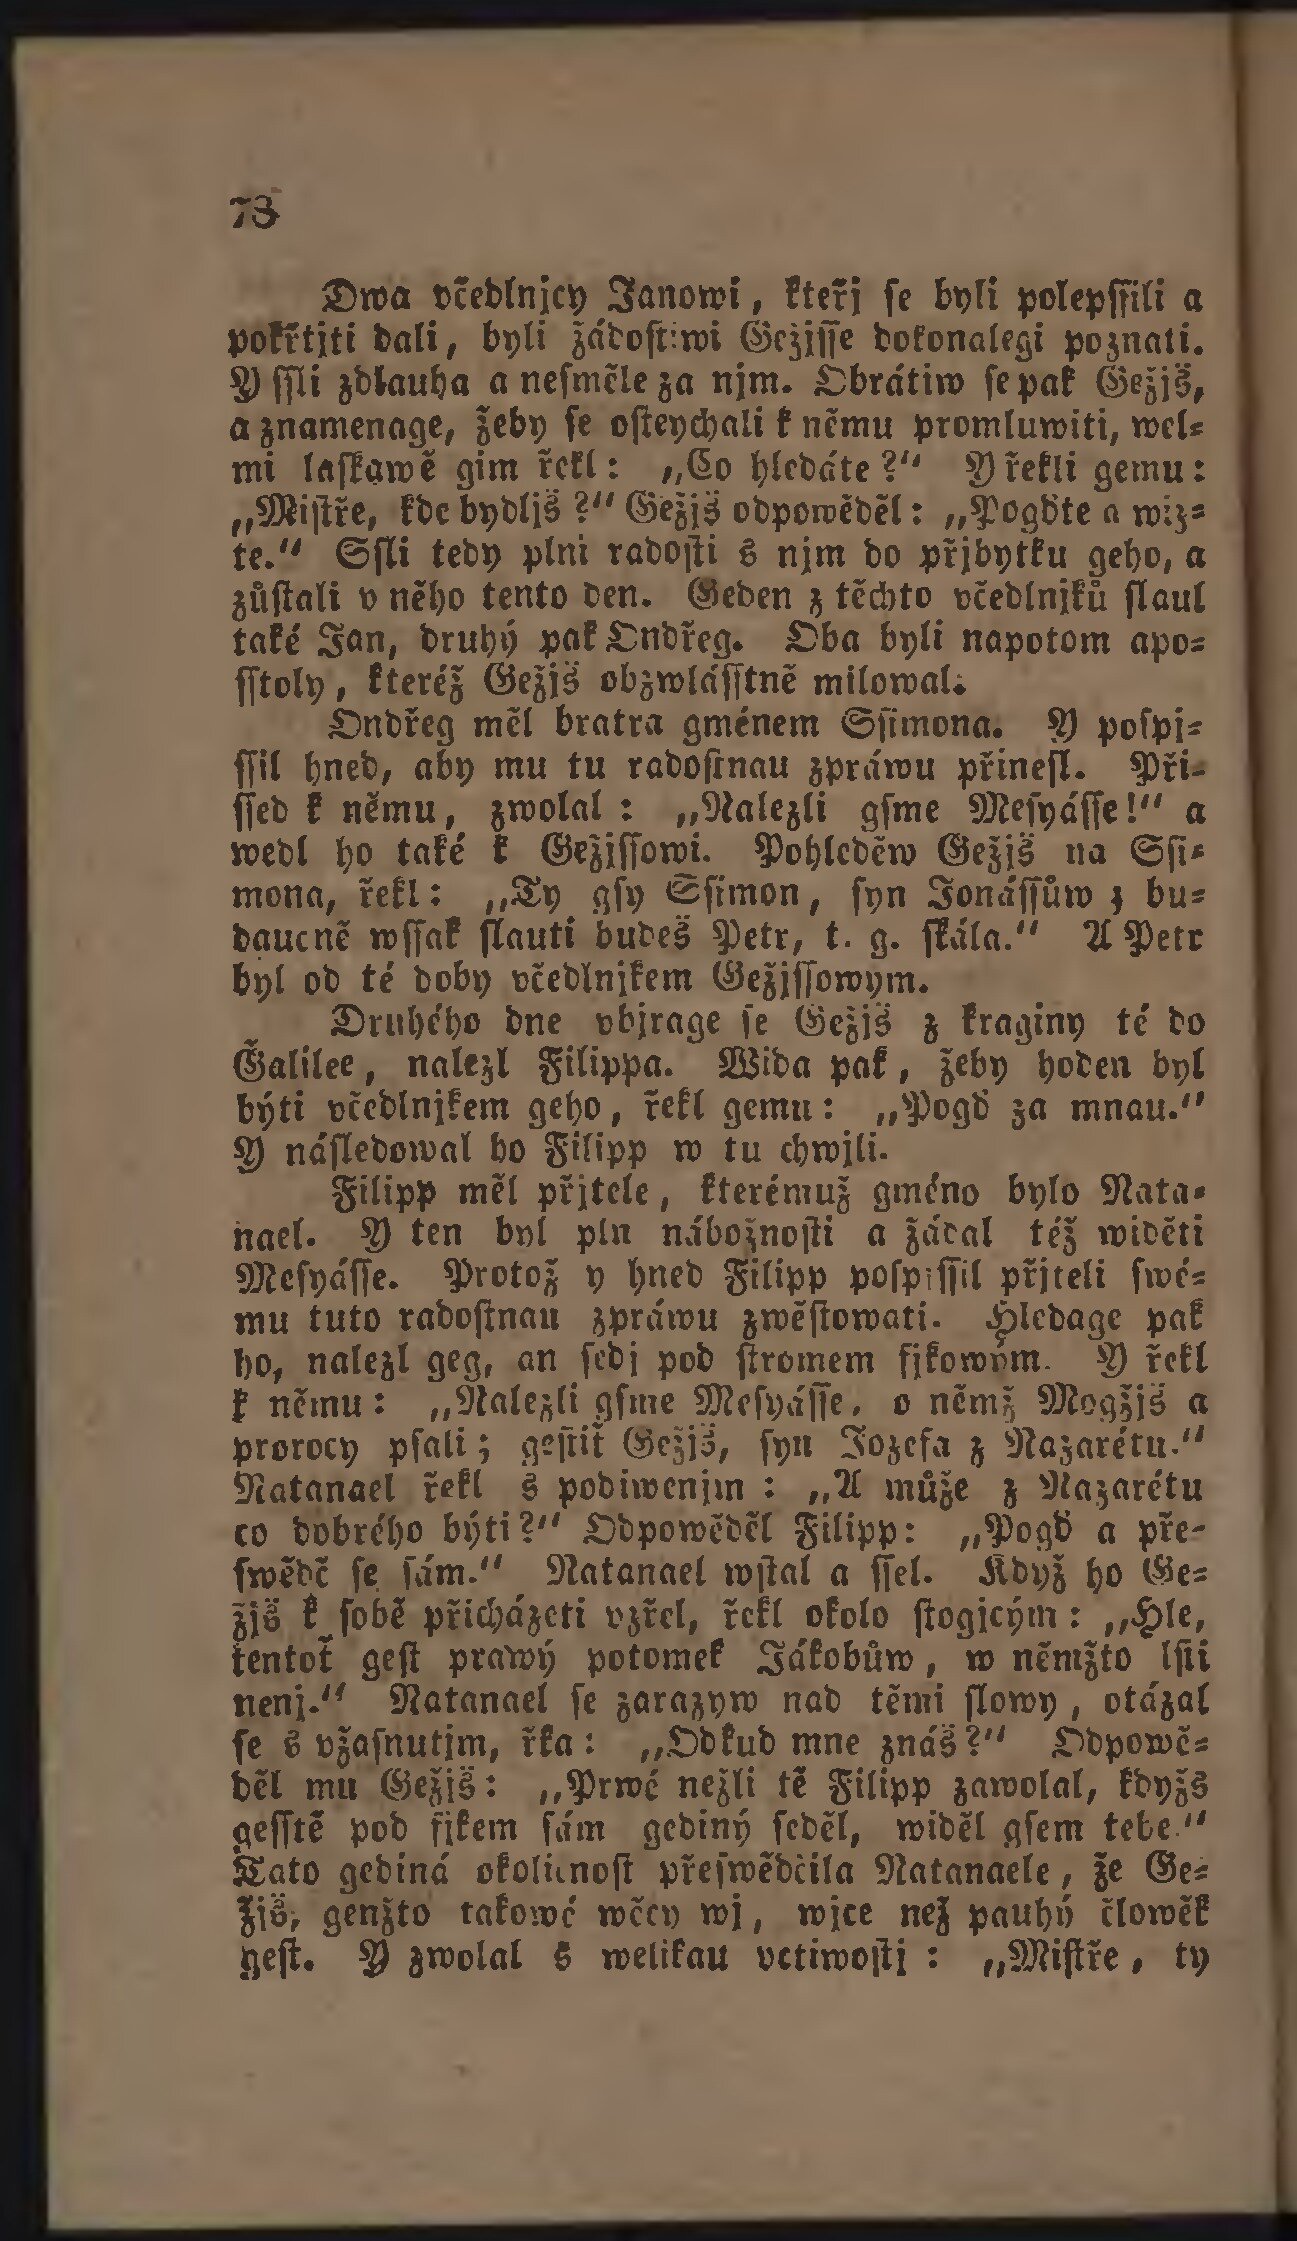 78
Dwa včedlnjcy Janowi, kteřj se byli polepssili a
pokřtjti dali, byli žádostiwi Gežjsse dokonalegi poznati.
Y ssli zdlauha a nesměle za njm. Obrátiw se pak Gežjš,
a znamenage, žeby se osteychali k němu promluwiti, wel-
mi laskawě gim řekl: „Co hledáte?“ Y řekli gemu:
„Mistře, kde bydljš?“ Gežjš odpowěděl: „Pogďte a wiz-
te.“ Ssli tedy plni radosti s njm do přjbytku geho, a
zůstali v něho tento den. Geden z těchto včedlnjků slaul
také Jan, druhý pak Ondřeg. Oba byli napotom apo-
sstoly, kteréž Gežjš obzwlásstně milowal.
Ondřeg měl bratra gménem Ssimona. Y pospj-
ssil hned, aby mu tu radostnau zpráwu přinesl. Při-
ssed k němu, zwolal: „Nalezli gsme Mesyásse!“ a
wedl ho také k Gežjssowi. Pohleděw Gežjš na Ssi-
mona, řekl: „Ty gsy Ssimon, syn Jonássůw z bu-
daucně wssak slauti budeš Petr, t. g. skála.“ A Petr
byl od té doby včedlnjkem Gežjssowým.
Druhého dne vbjrage se Gežjš z kraginy té do
Galilee, nalezl Filippa. Wida pak, žeby hoden byl
býti včedlnjkem geho, řekl gemu: „Pogď za mnau.“
Y následowal ho Filipp w tu chwjli.
Filipp měl přjtele, kterémuž gméno bylo Nata-
nael. Y ten byl pln nábožnosti a žádal též widěti
Mesyásse. Protož y hned Filipp pospjssil přjteli swé-
mu tuto radostnau zpráwu zwěstowati. Hledage pak
ho, nalezl geg, an sedj pod stromem fjkowým. Y řekl
k němu: „Nalezli gsme Mesyásse, o němž Mogžjš a
prorocy psali; gestiť Gežjš, syn Jozefa z Nazarétu.“
Natanael řekl s podiwenjm: „A může z Nazarétu
co dobrého býti?“ Odpowěděl Filipp: „Pogď a pře-
swědč se sám.“ Natanael wstal a ssel. Když ho Ge-
žjš k sobě přicházeti vzřel, řekl okolo stogjcým: „Hle,
tentoť gest prawý potomek Jákobůw, w němžto lsti
nenj.“ Natanael se zarazyw nad těmi slowy, otázal
se s vžasnutjm, řka: „Odkud mne znáš?“ Odpowě-
děl mu Gežjš: „Prwé nežli tě Filipp zawolal, kdyžs
gesstě pod fjkem sám gediný seděl, widěl gsem tebe.“
Tato gediná okolicnost přeswědčila Natanaele, že Ge-
žjš, genžto takowé wěcy wj, wjce než pauhý člowěk
gest. Y zwolal s welikau vctiwostj: „Mistře, ty